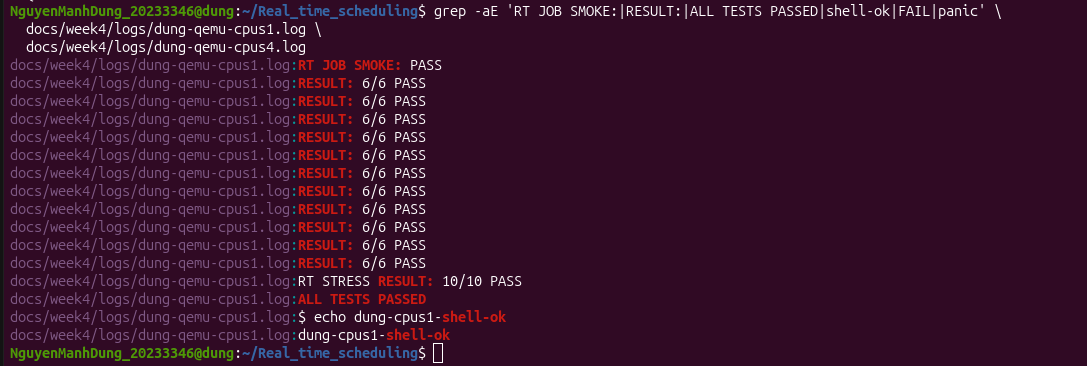 NguyenManhDung_20233346@dung:~/Real_time_scheduling$ grep -aE 'RT JOB SMOKE:|RESULT:|ALL TESTS PASSED|shell-ok|FAIL|panic' \
  docs/week4/logs/dung-qemu-cpus1.log \
  docs/week4/logs/dung-qemu-cpus4.log
docs/week4/logs/dung-qemu-cpus1.log:RT JOB SMOKE: PASS
docs/week4/logs/dung-qemu-cpus1.log:RESULT: 6/6 PASS
docs/week4/logs/dung-qemu-cpus1.log:RESULT: 6/6 PASS
docs/week4/logs/dung-qemu-cpus1.log:RESULT: 6/6 PASS
docs/week4/logs/dung-qemu-cpus1.log:RESULT: 6/6 PASS
docs/week4/logs/dung-qemu-cpus1.log:RESULT: 6/6 PASS
docs/week4/logs/dung-qemu-cpus1.log:RESULT: 6/6 PASS
docs/week4/logs/dung-qemu-cpus1.log:RESULT: 6/6 PASS
docs/week4/logs/dung-qemu-cpus1.log:RESULT: 6/6 PASS
docs/week4/logs/dung-qemu-cpus1.log:RESULT: 6/6 PASS
docs/week4/logs/dung-qemu-cpus1.log:RESULT: 6/6 PASS
docs/week4/logs/dung-qemu-cpus1.log:RESULT: 6/6 PASS
docs/week4/logs/dung-qemu-cpus1.log:RT STRESS RESULT: 10/10 PASS
docs/week4/logs/dung-qemu-cpus1.log:ALL TESTS PASSED
docs/week4/logs/dung-qemu-cpus1.log:$ echo dung-cpus1-shell-ok
docs/week4/logs/dung-qemu-cpus1.log:dung-cpus1-shell-ok
NguyenManhDung_20233346@dung:~/Real_time_scheduling$